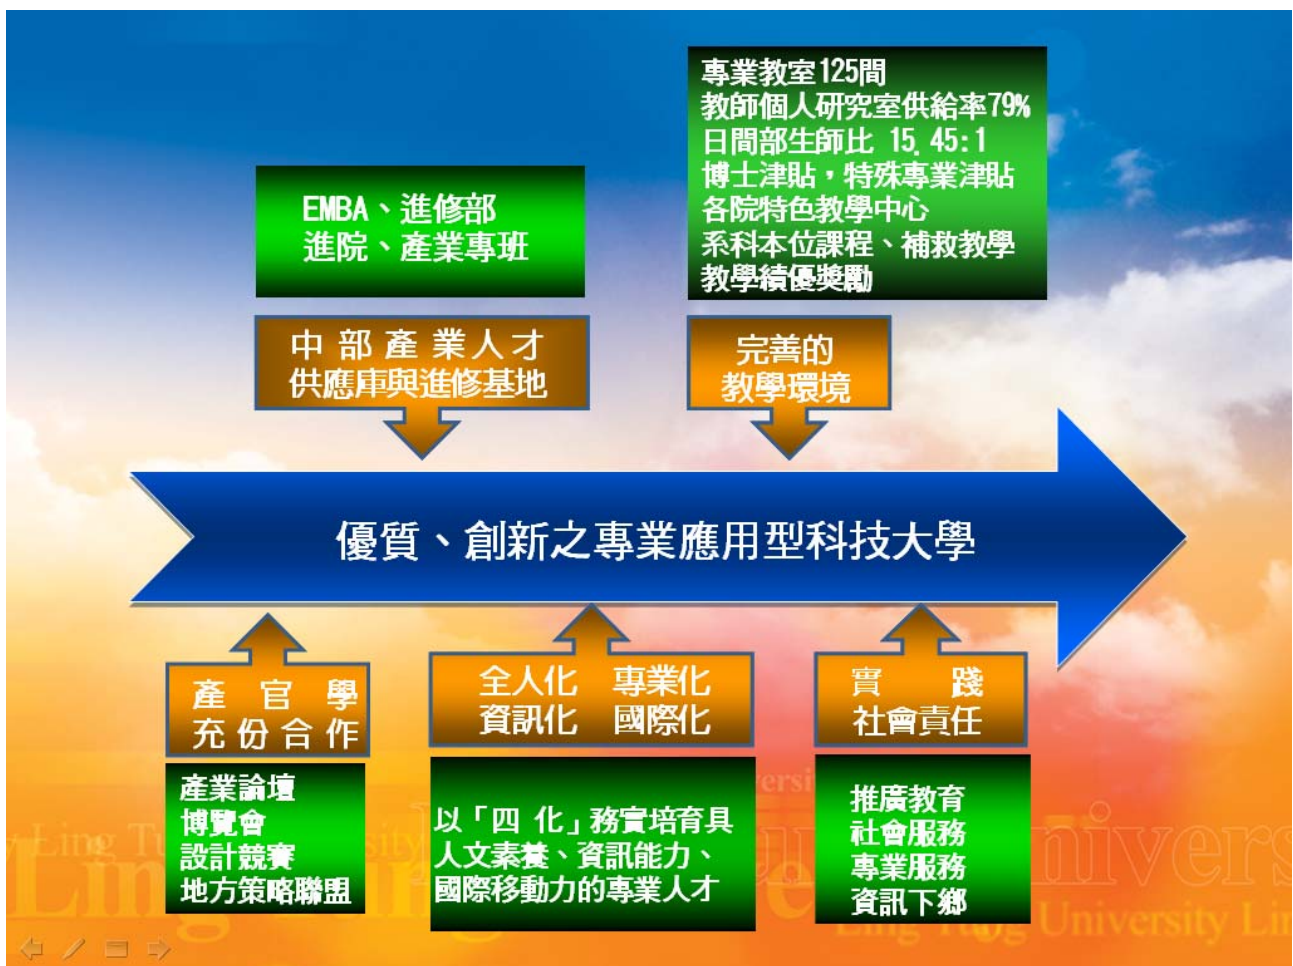 專業教室125間
教師個人研究室供給率79%
日間部生師比 15.45:1
博士津貼，特殊專業津貼
各院特色教學中心
系科本位課程、補救教學
教學績優獎勵
EMBA、進修部
進院、產業專班
中部產業人才
供應庫與進修基地
完善的
教學環境
優質、創新之專業應用型科技大學
產官學
充份合作
全人化 專業化
資訊化 國際化
實踐
社會責任
產業論壇
博覽會
設計競賽
地方策略聯盟
以「四 化」務實培育具
人文素養、資訊能力、
國際移動力的專業人才
推廣教育
社會服務
專業服務
資訊下鄉
Ling Tung University Ling